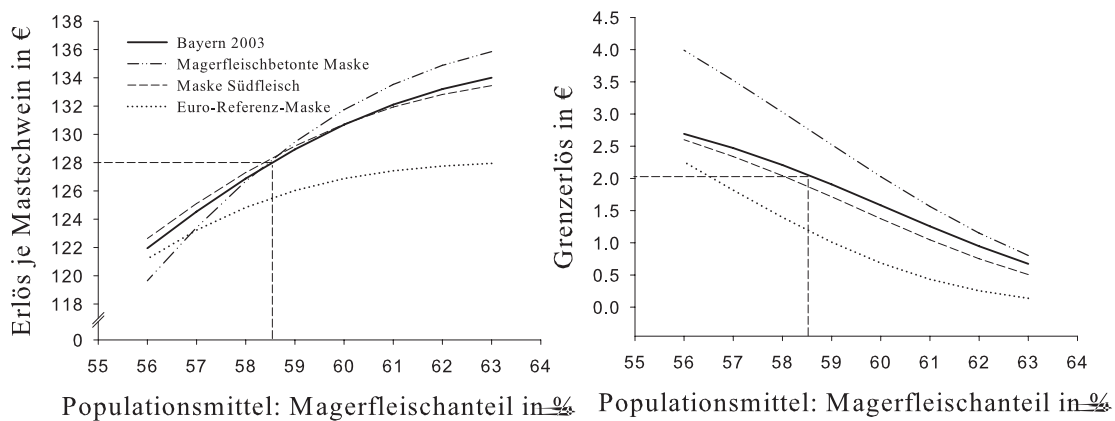 Erlös je Mastschwein in €
138
136
134
132
130
128
126
124
122
120
118
0
Bayern 2003
Magerfleischbetonte Maske
Maske Südfleisch
Euro-Referenz-Maske
55 56 57 58 59 60 61 62 63 64
Populationsmittel: Magerfleischanteil in %
Grenzerlös in €
4.5
4.0
3.5
3.0
2.5
2.0
1.5
1.0
0.5
0.0
55 56 57 58 59 60 61 62 63 64
Populationsmittel: Magerfleischanteil in %